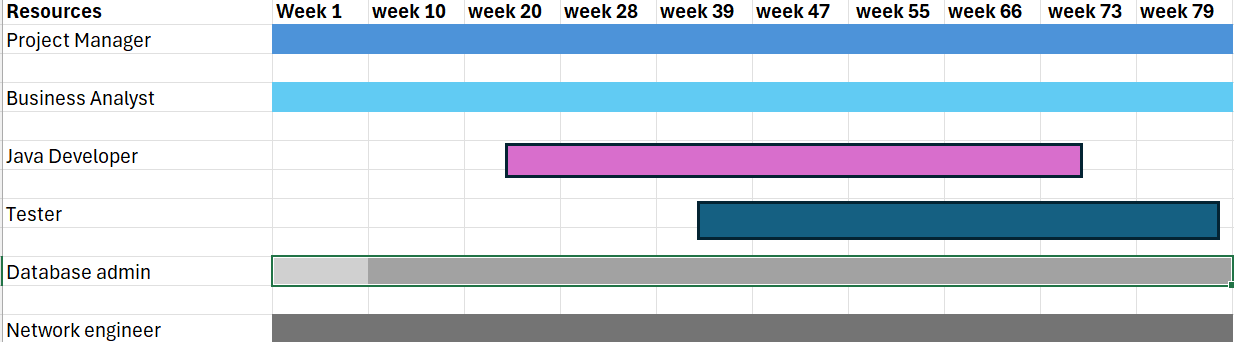 Resources Week 1 week 10 week 20 week 28 week 39 week 47 week 55 week 66 week 73 week 79
Project Manager
Business Analyst
Java Developer
Tester
Database admin
Network engineer